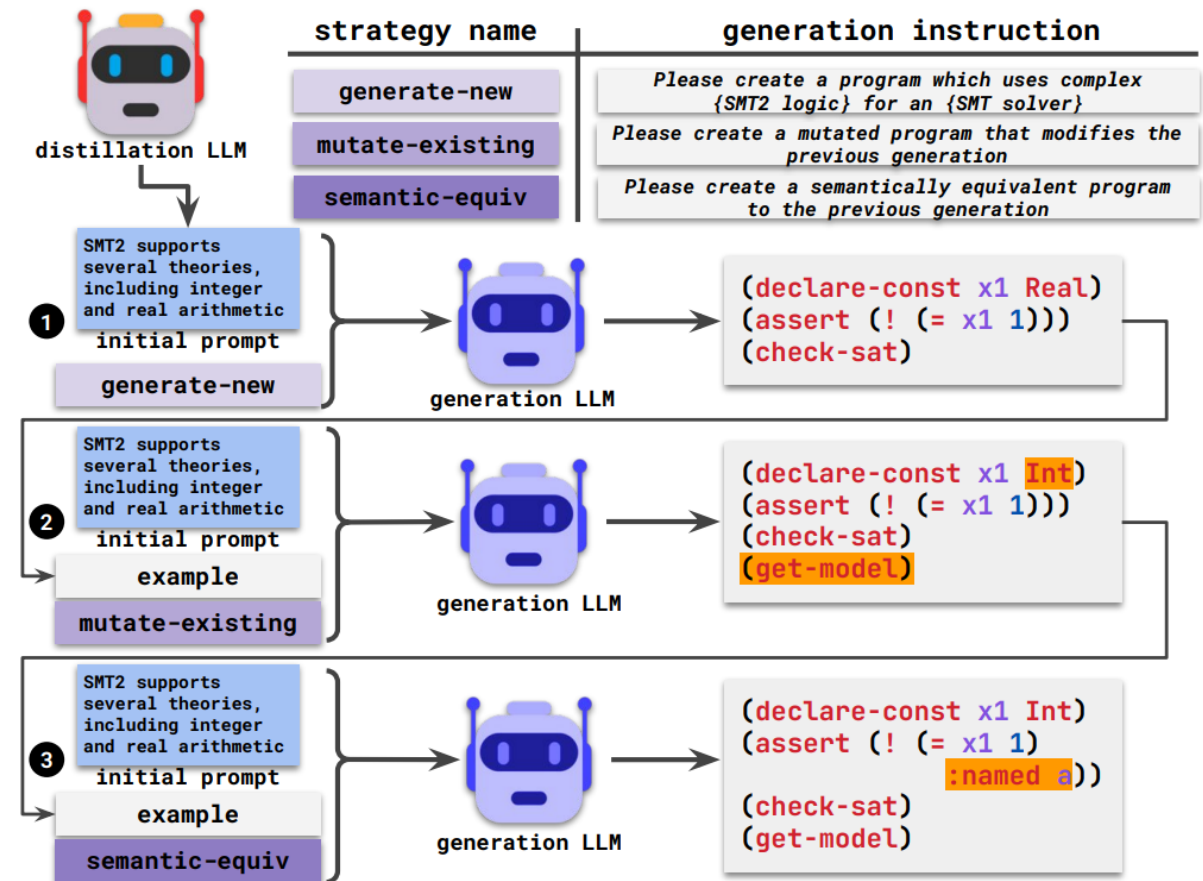 strategy name
generation instruction
generate-new
Please create a program which uses complex
{SMT2 logic} for an {SMT solver}
mutate-existing
Please create a mutated program that modifies the
previous generation
semantic-equiv
Please create a semantically equivalent program
to the previous generation
distillation LLM
1
SMT2 supports
several theories,
including integer
and real arithmetic
initial prompt
generate-new
generation LLM
(declare-const x1 Real)
(assert (! (= x1 1)))
(check-sat)
2
SMT2 supports
several theories,
including integer
and real arithmetic
initial prompt
example
mutate-existing
generation LLM
(declare-const x1 Int)
(assert (! (= x1 1)))
(check-sat)
(get-model)
3
SMT2 supports
several theories,
including integer
and real arithmetic
initial prompt
example
semantic-equiv
generation LLM
(declare-const x1 Int)
(assert (! (= x1 1)
:named a))
(check-sat)
(get-model)